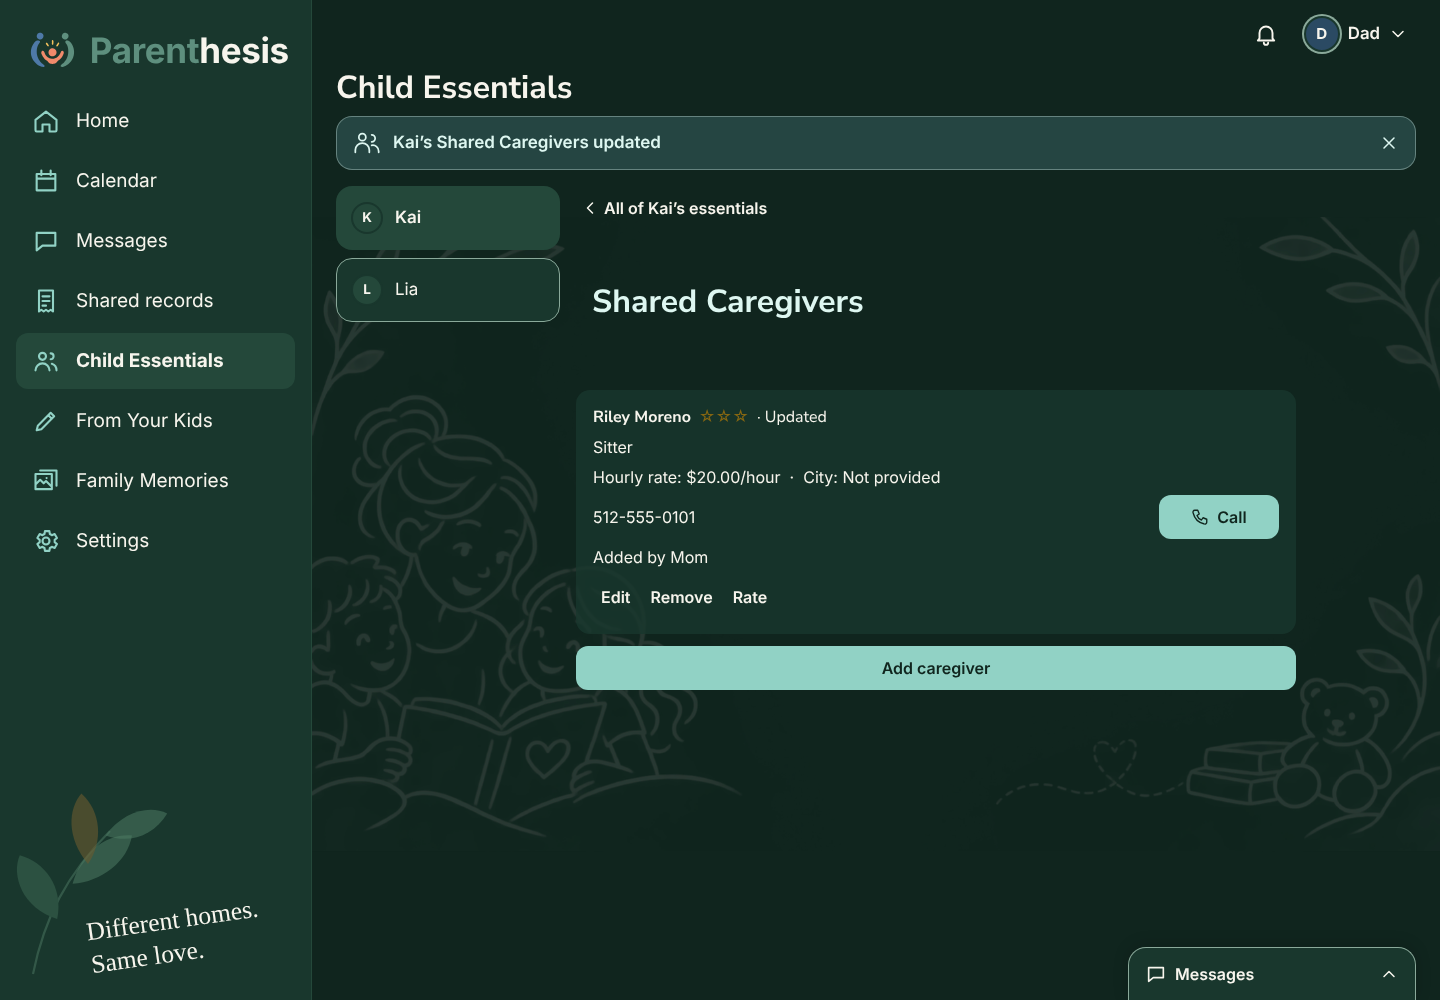 Parenthesis
Home
Calendar
Messages
Shared records
Child Essentials
From Your Kids
Family Memories
Settings
Different homes.
Same love.
D Dad
Child Essentials
Kai’s Shared Caregivers updated
K Kai
L Lia
All of Kai’s essentials
Shared Caregivers
Riley Moreno ☆☆☆ · Updated
Sitter
Hourly rate: $20.00/hour · City: Not provided
512-555-0101
Call
Added by Mom
Edit Remove Rate
Add caregiver
Messages